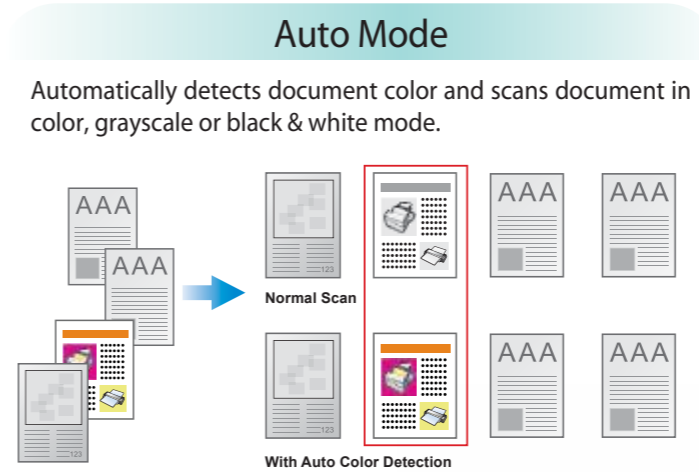 Auto Mode
Automatically detects document color and scans document in
color, grayscale or black & white mode.
AAA
AAA
123
123
AAA
AAA
Normal Scan
123
AAA
AAA
With Auto Color Detection